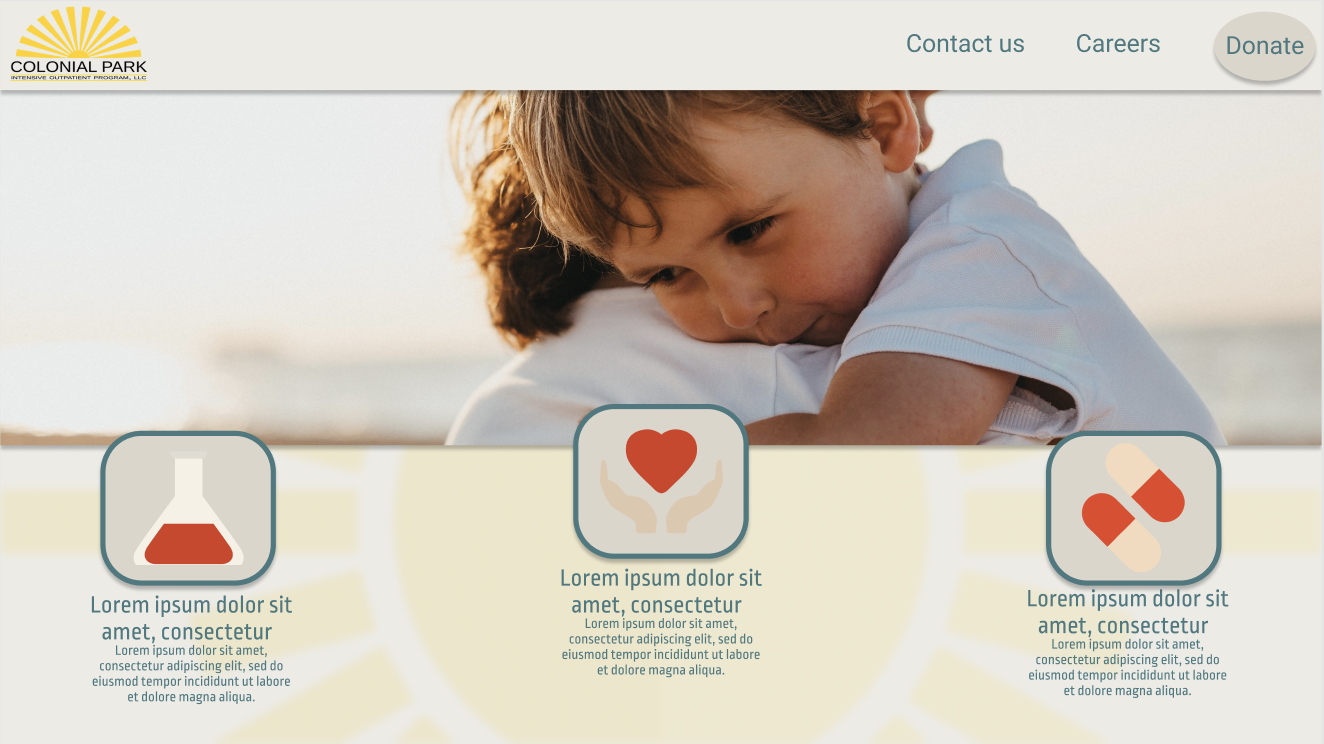 COLONIAL PARK
INTENSIVE OUTPATIENT PROGRAM, LLC
Contact us
Careers
Donate
Lorem ipsum dolor sit
amet, consectetur
Lorem ipsum dolor sit amet,
consectetur adipiscing elit, sed do
eiusmod tempor incididunt ut labore
et dolore magna aliqua.
Lorem ipsum dolor sit
amet, consectetur
Lorem ipsum dolor sit amet,
consectetur adipiscing elit, sed do
eiusmod tempor incididunt ut labore
et dolore magna aliqua.
Lorem ipsum dolor sit
amet, consectetur
Lorem ipsum dolor sit amet,
consectetur adipiscing elit, sed do
eiusmod tempor incididunt ut labore
et dolore magna aliqua.